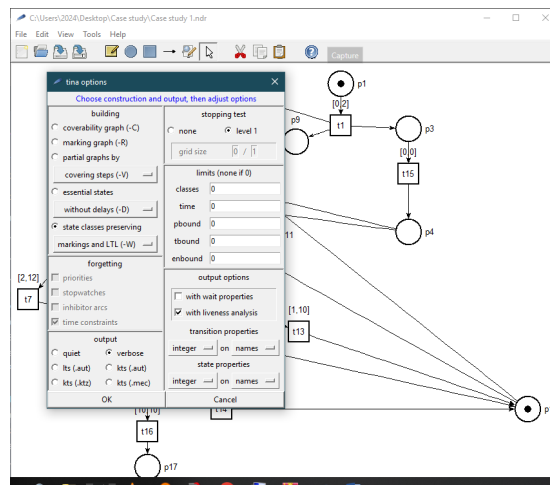 C:\Users\2024\Desktop\Case study\Case study 1.ndr
File Edit View Tools Help
Capture
tina options
Choose construction and output, then adjust options
building
coverability graph (-C)
marking graph (-R)
partial graphs by
covering steps (-V)
essential states
without delays (-D)
state classes preserving
markings and LTL (-W)
forgetting
priorities
stopwatches
inhibitor arcs
time constraints
output
quiet verbose
lts (.aut) kts (.aut)
kts (.ktz) kts (.mec)
OK
stopping test
none level 1
grid size 0 / 1
limits (none if 0)
classes 0
time 0
pbound 0
tbound 0
enbound 0
output options
with wait properties
with liveness analysis
transition properties
integer on names
state properties
integer on names
Cancel
p1
[0,2]
t1
p9
p3
[0,0]
t15
p4
11
[2,12]
t7
[1,10]
t13
t14
p
[10,10]
t16
p17